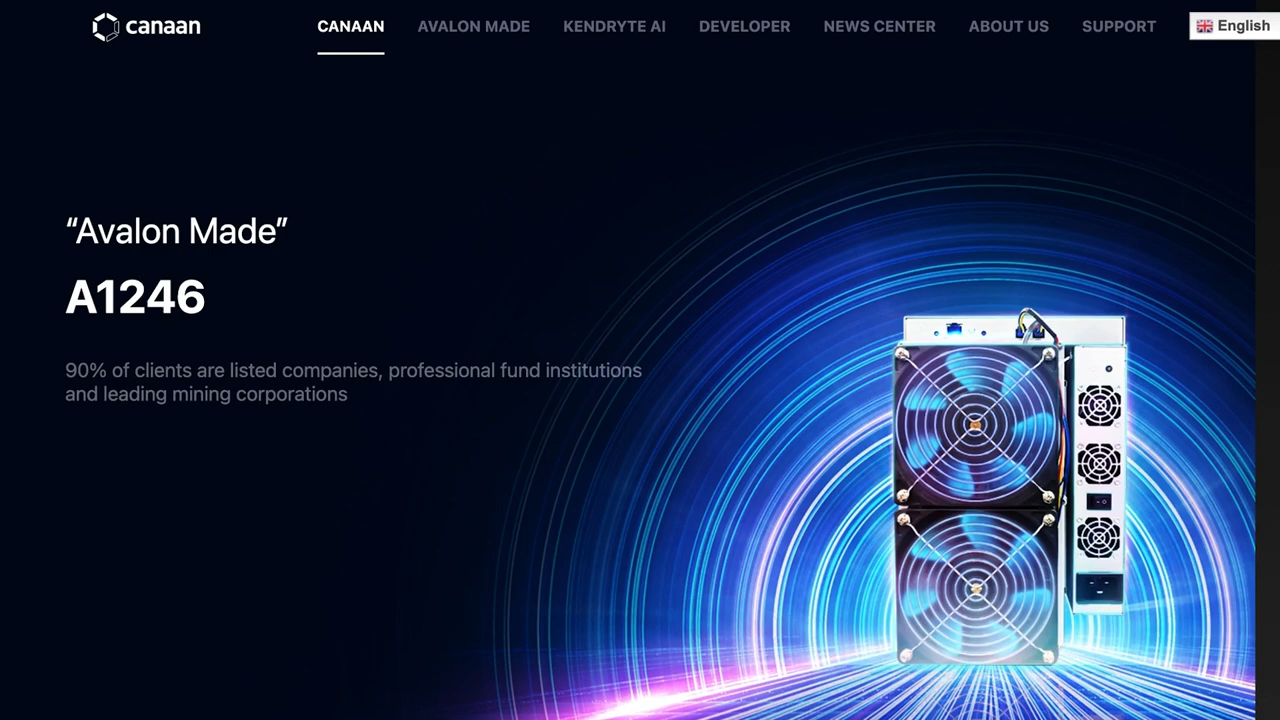 canaan
CANAAN AVALON MADE KENDRYTE AI DEVELOPER NEWS CENTER ABOUT US SUPPORT English
“Avalon Made”
A1246
90% of clients are listed companies, professional fund institutions
and leading mining corporations